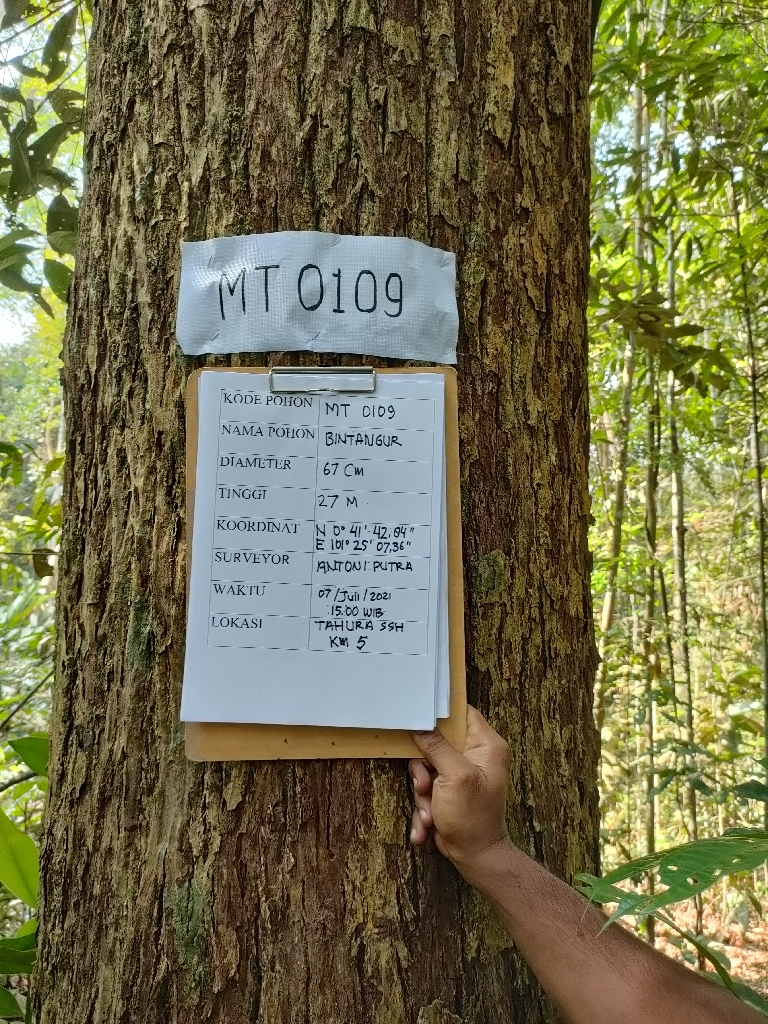 MT 0109
KODE POHON MT 0109
NAMA POHON BINTANGUR
DIAMETER 67 Cm
TINGGI 27 M
KOORDINAT N 0° 41' 42.04"
E 101° 25' 07.36"
SURVEYOR ANTONI PUTRA
WAKTU 07/Juli/2021
15.00 WIB
LOKASI TAHURA SSH
KM 5